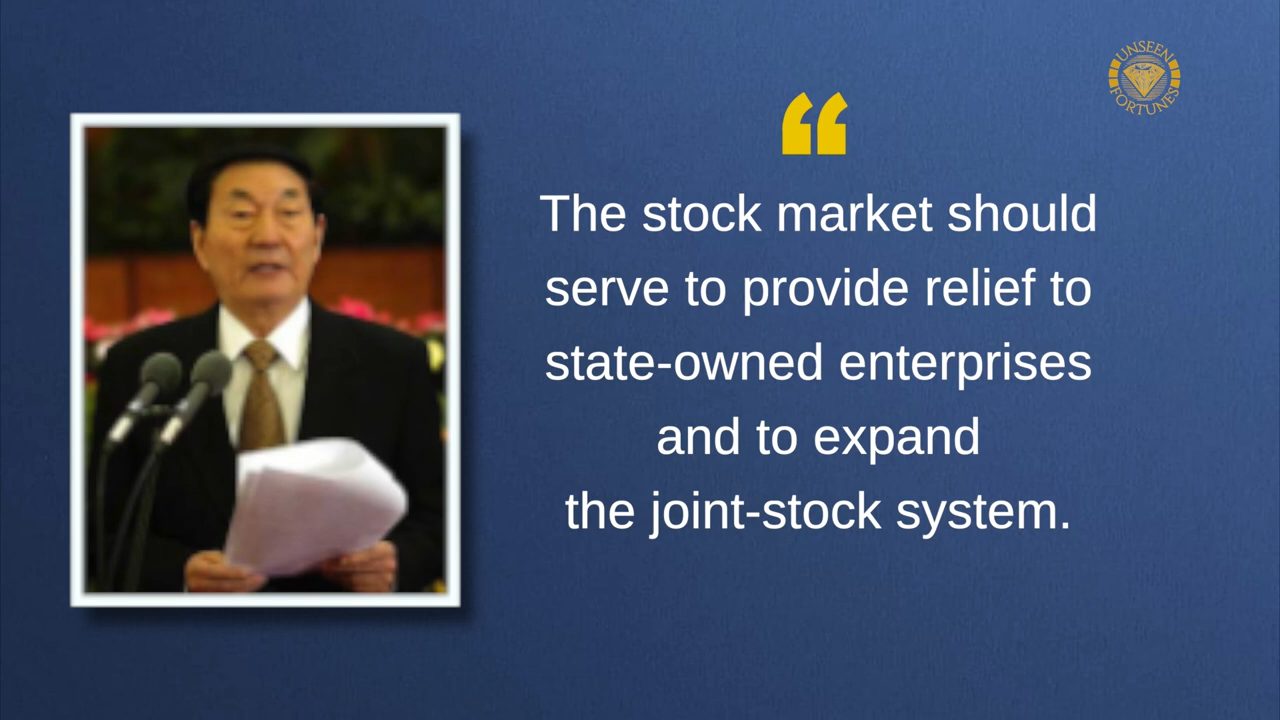 UNSEEN
FORTUNES
The stock market should
serve to provide relief to
state-owned enterprises
and to expand
the joint-stock system.